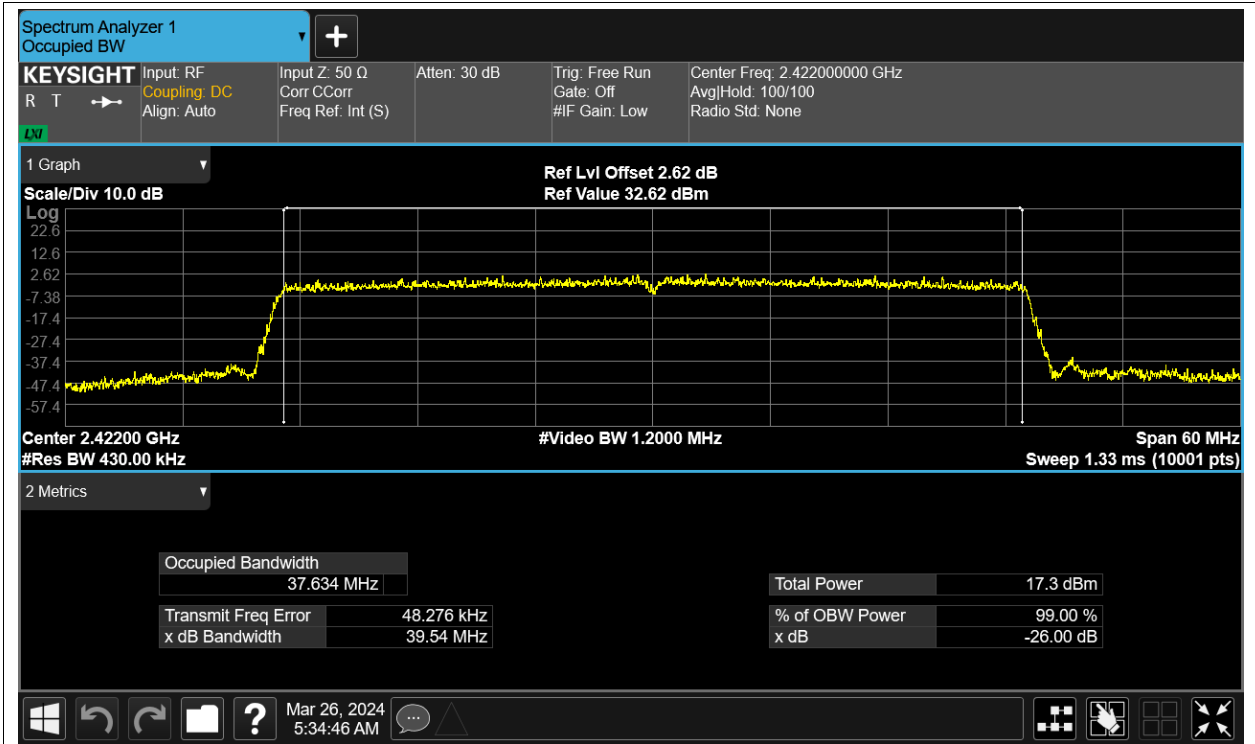 Spectrum Analyzer 1
Occupied BW
KEYSIGHT
R T
LXI
Input: RF
Coupling: DC
Align: Auto
Input Z: 50 Ω
Corr CCorr
Freq Ref: Int (S)
Atten: 30 dB
Trig: Free Run
Gate: Off
#IF Gain: Low
Center Freq: 2.422000000 GHz
Avg|Hold: 100/100
Radio Std: None
1 Graph
Scale/Div 10.0 dB
Ref Lvl Offset 2.62 dB
Ref Value 32.62 dBm
Log
22.6
12.6
2.62
-7.38
-17.4
-27.4
-37.4
-47.4
-57.4
Center 2.42200 GHz
#Res BW 430.00 kHz
#Video BW 1.2000 MHz
Span 60 MHz
Sweep 1.33 ms (10001 pts)
2 Metrics
Occupied Bandwidth
37.634 MHz
Transmit Freq Error 48.276 kHz
x dB Bandwidth 39.54 MHz
Total Power 17.3 dBm
% of OBW Power 99.00 %
x dB -26.00 dB
?
Mar 26, 2024
5:34:46 AM